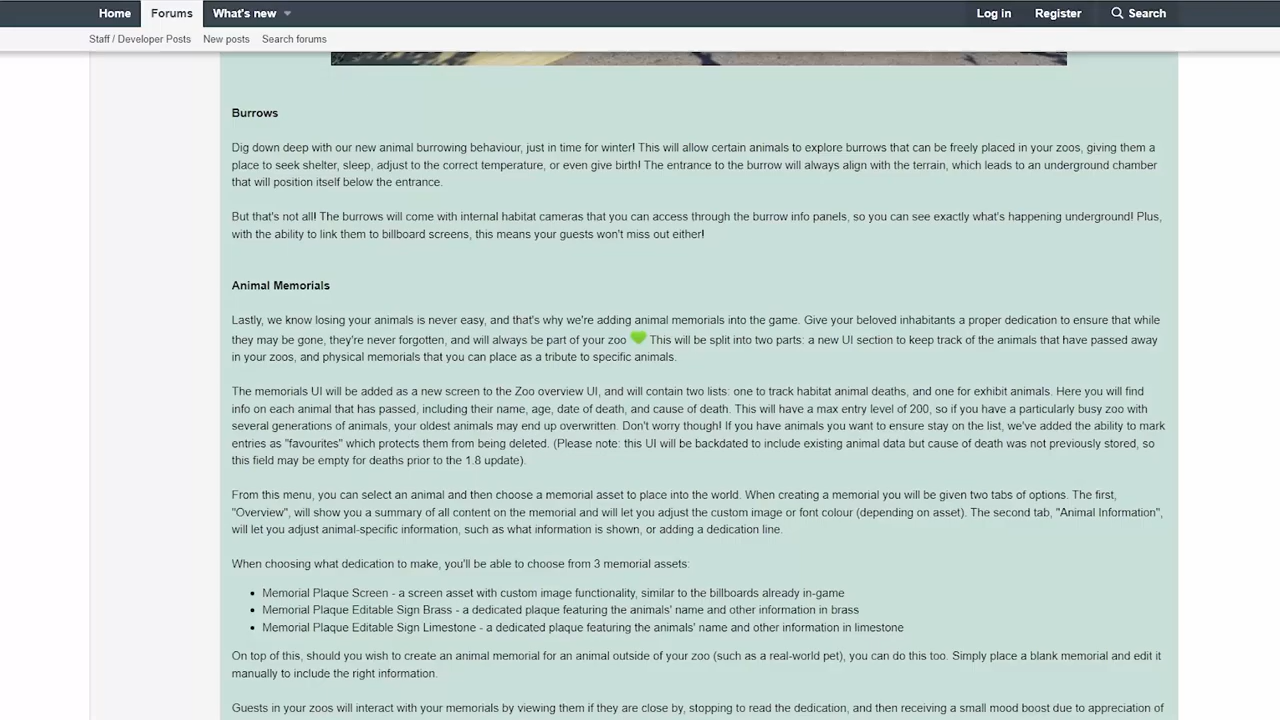 Home Forums What's new Log in Register Search
Staff / Developer Posts New posts Search forums
Burrows
Dig down deep with our new animal burrowing behaviour, just in time for winter! This will allow certain animals to explore burrows that can be freely placed in your zoos, giving them a
place to seek shelter, sleep, adjust to the correct temperature, or even give birth! The entrance to the burrow will always align with the terrain, which leads to an underground chamber
that will position itself below the entrance.
But that's not all! The burrows will come with internal habitat cameras that you can access through the burrow info panels, so you can see exactly what's happening underground! Plus,
with the ability to link them to billboard screens, this means your guests won't miss out either!
Animal Memorials
Lastly, we know losing your animals is never easy, and that's why we're adding animal memorials into the game. Give your beloved inhabitants a proper dedication to ensure that while
they may be gone, they're never forgotten, and will always be part of your zoo 💚 This will be split into two parts: a new UI section to keep track of the animals that have passed away
in your zoos, and physical memorials that you can place as a tribute to specific animals.
The memorials UI will be added as a new screen to the Zoo overview UI, and will contain two lists: one to track habitat animal deaths, and one for exhibit animals. Here you will find
info on each animal that has passed, including their name, age, date of death, and cause of death. This will have a max entry level of 200, so if you have a particularly busy zoo with
several generations of animals, your oldest animals may end up overwritten. Don't worry though! If you have animals you want to ensure stay on the list, we've added the ability to mark
entries as "favourites" which protects them from being deleted. (Please note: this UI will be backdated to include existing animal data but cause of death was not previously stored, so
this field may be empty for deaths prior to the 1.8 update).
From this menu, you can select an animal and then choose a memorial asset to place into the world. When creating a memorial you will be given two tabs of options. The first,
"Overview", will show you a summary of all content on the memorial and will let you adjust the custom image or font colour (depending on asset). The second tab, "Animal Information",
will let you adjust animal-specific information, such as what information is shown, or adding a dedication line.
When choosing what dedication to make, you'll be able to choose from 3 memorial assets:
• Memorial Plaque Screen - a screen asset with custom image functionality, similar to the billboards already in-game
• Memorial Plaque Editable Sign Brass - a dedicated plaque featuring the animals' name and other information in brass
• Memorial Plaque Editable Sign Limestone - a dedicated plaque featuring the animals' name and other information in limestone
On top of this, should you wish to create an animal memorial for an animal outside of your zoo (such as a real-world pet), you can do this too. Simply place a blank memorial and edit it
manually to include the right information.
Guests in your zoos will interact with your memorials by viewing them if they are close by, stopping to read the dedication, and then receiving a small mood boost due to appreciation of